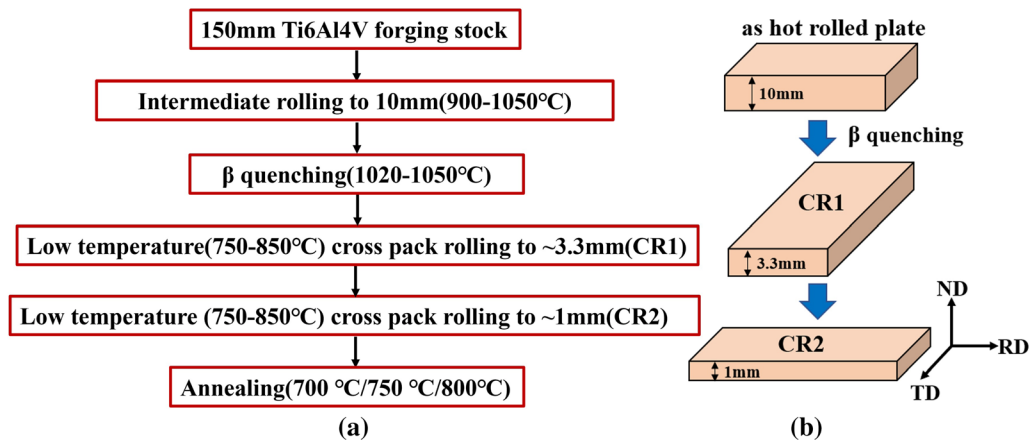 150mm Ti6Al4V forging stock
Intermediate rolling to 10mm(900-1050℃)
β quenching(1020-1050℃)
Low temperature(750-850℃) cross pack rolling to ~3.3mm(CR1)
Low temperature (750-850℃) cross pack rolling to ~1mm(CR2)
Annealing(700 ℃/750 ℃/800℃)
(a)
as hot rolled plate
10mm
β quenching
CR1
3.3mm
CR2
1mm
ND
RD
TD
(b)